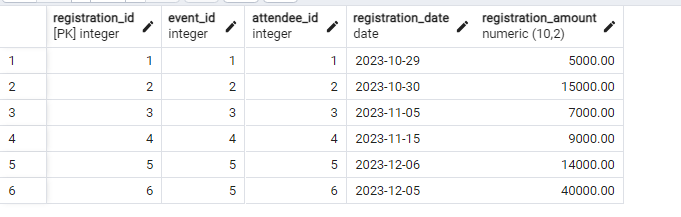 registration_id event_id attendee_id registration_date registration_amount
[PK] integer integer integer date numeric (10,2)
1 1 1 1 2023-10-29 5000.00
2 2 2 2 2023-10-30 15000.00
3 3 3 3 2023-11-05 7000.00
4 4 4 4 2023-11-15 9000.00
5 5 5 5 2023-12-06 14000.00
6 6 5 6 2023-12-05 40000.00